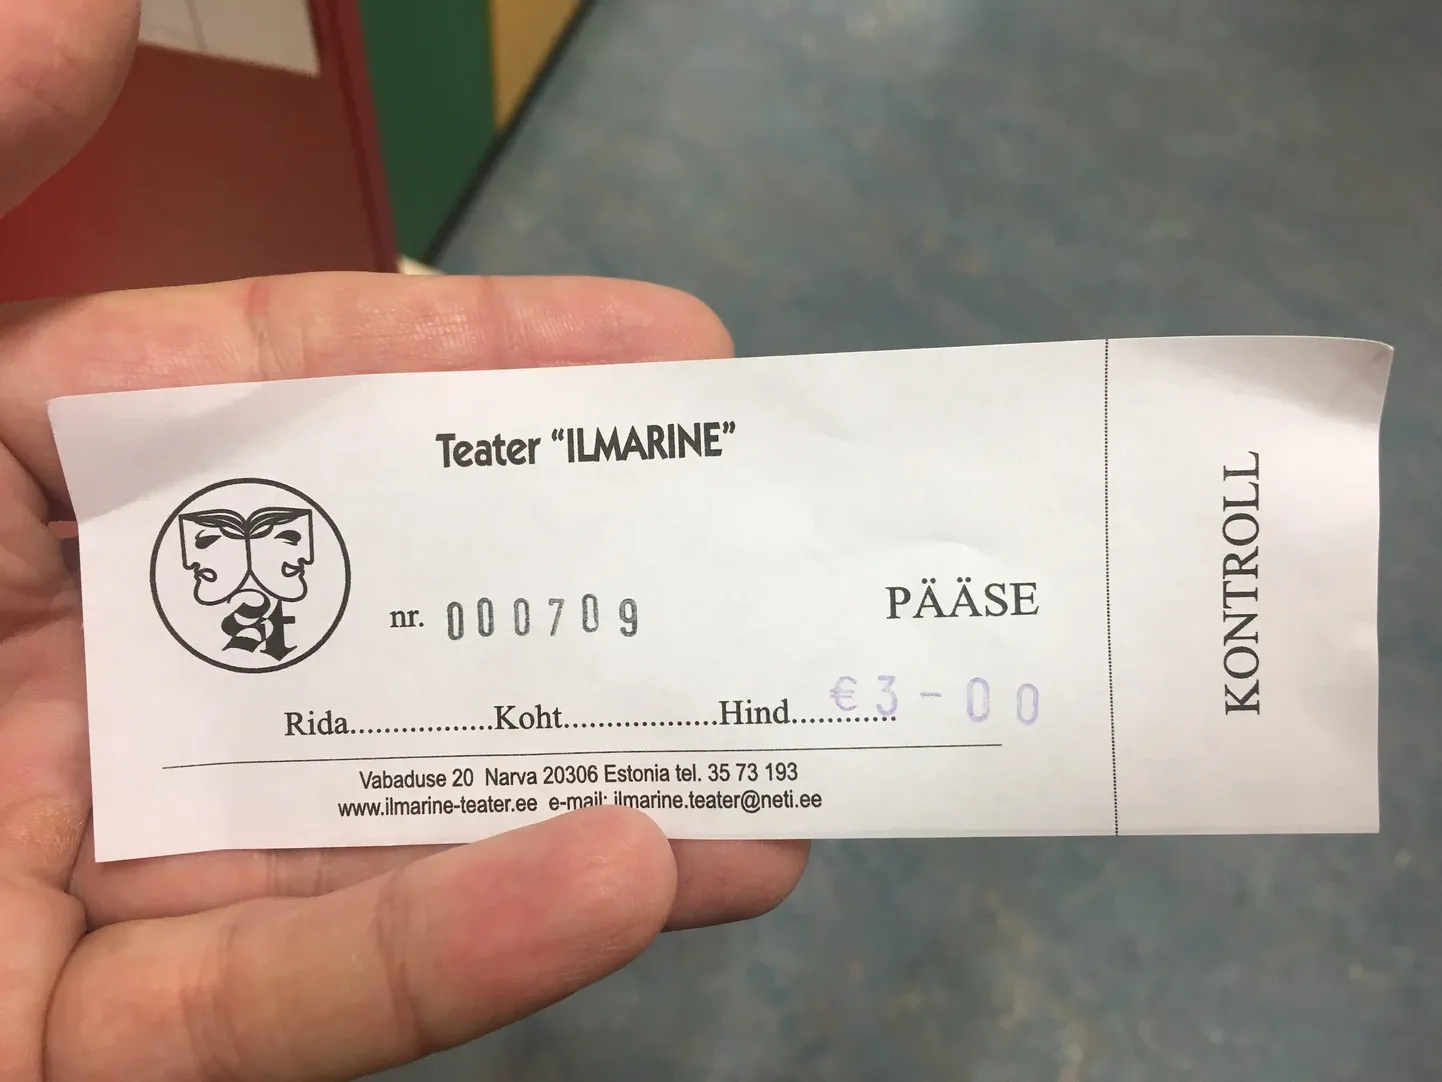 Teater “ILMARINE”
St
nr. 000709
PÄÄSE
Rida................Koht..................Hind............ €3-00
Vabaduse 20 Narva 20306 Estonia tel. 35 73 193
www.ilmarine-teater.ee e-mail: ilmarine.teater@neti.ee
KONTROLL